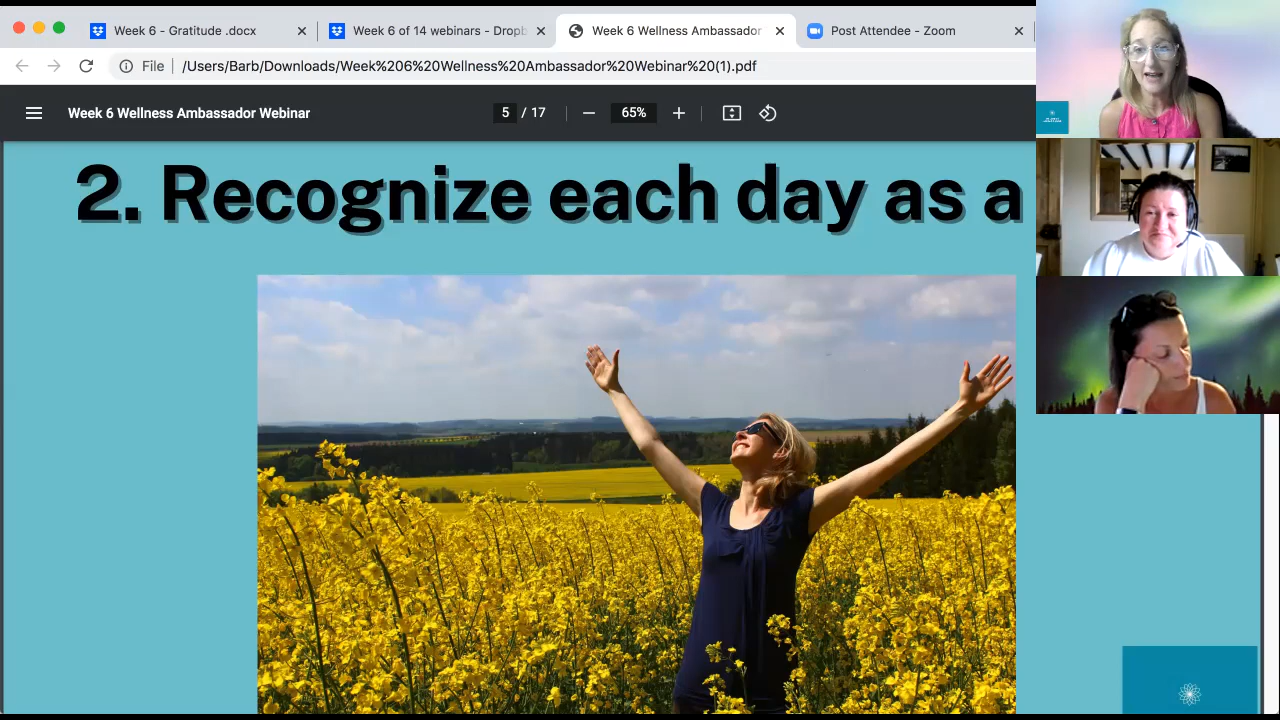 Week 6 - Gratitude .docx
Week 6 of 14 webinars - Dropb
Week 6 Wellness Ambassador
Post Attendee - Zoom
File
/Users/Barb/Downloads/Week%206%20Wellness%20Ambassador%20Webinar%20(1).pdf
Week 6 Wellness Ambassador Webinar
5 / 17
65%
2. Recognize each day as a